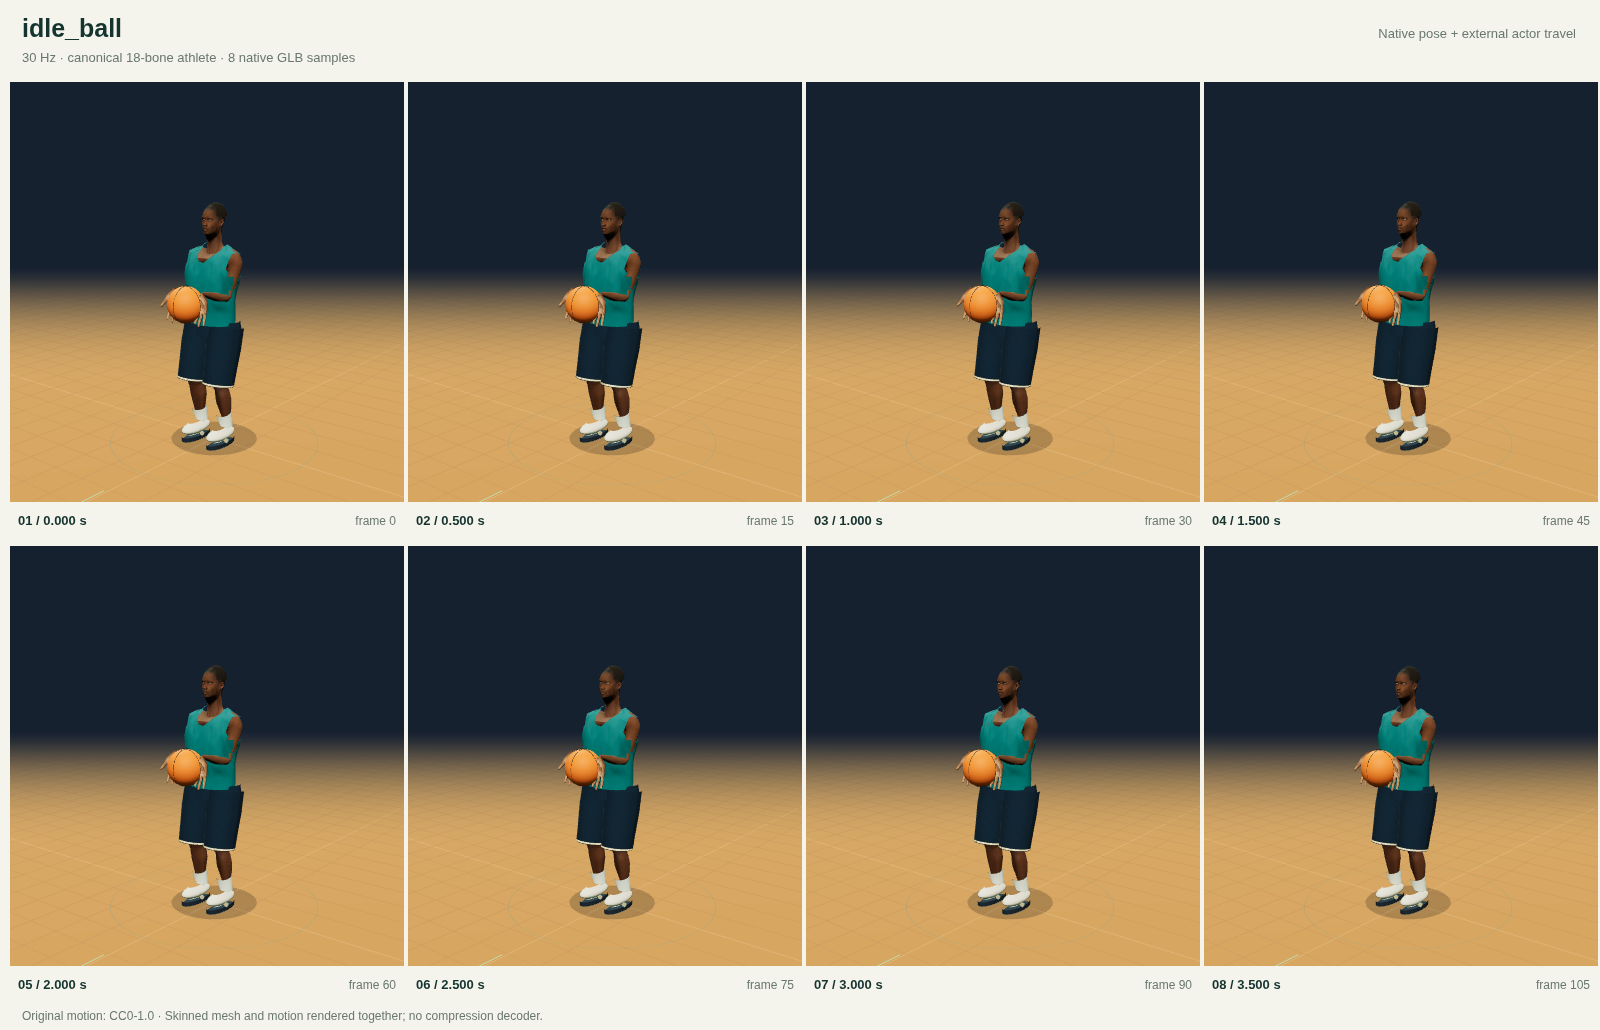 idle_ball
Native pose + external actor travel
30 Hz · canonical 18-bone athlete · 8 native GLB samples
01 / 0.000 s frame 0
02 / 0.500 s frame 15
03 / 1.000 s frame 30
04 / 1.500 s frame 45
05 / 2.000 s frame 60
06 / 2.500 s frame 75
07 / 3.000 s frame 90
08 / 3.500 s frame 105
Original motion: CC0-1.0 · Skinned mesh and motion rendered together; no compression decoder.